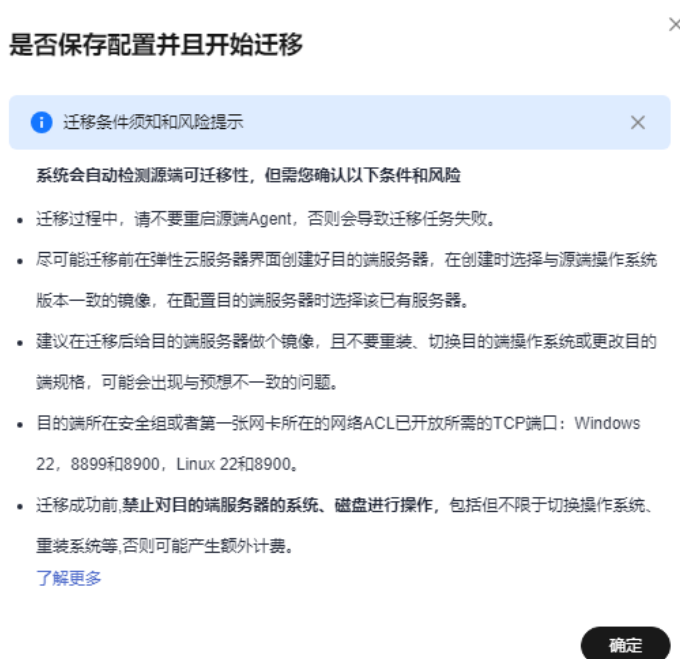 是否保存配置并且开始迁移
迁移条件须知和风险提示
系统会自动检测源端可迁移性，但需您确认以下条件和风险
• 迁移过程中，请不要重启源端Agent，否则会导致迁移任务失败。
• 尽可能迁移前在弹性云服务器界面创建好目的端服务器，在创建时选择与源端操作系统
版本一致的镜像，在配置目的端服务器时选择该已有服务器。
• 建议在迁移后给目的端服务器做个镜像，且不要重装、切换目的端操作系统或更改目的
端规格，可能会出现与预想不一致的问题。
• 目的端所在安全组或者第一张网卡所在的网络ACL已开放所需的TCP端口：Windows
22，8899和8900，Linux 22和8900。
• 迁移成功前,禁止对目的端服务器的系统、磁盘进行操作，包括但不限于切换操作系统、
重装系统等,否则可能产生额外计费。
了解更多
确定